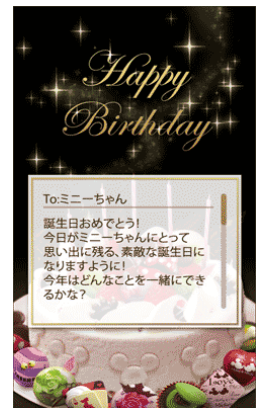 Happy
Birthday
To:ミニーちゃん
誕生日おめでとう!
今日がミニーちゃんにとって
思い出に残る、素敵な誕生日に
なりますように!
今年はどんなことを一緒にでき
るかな?